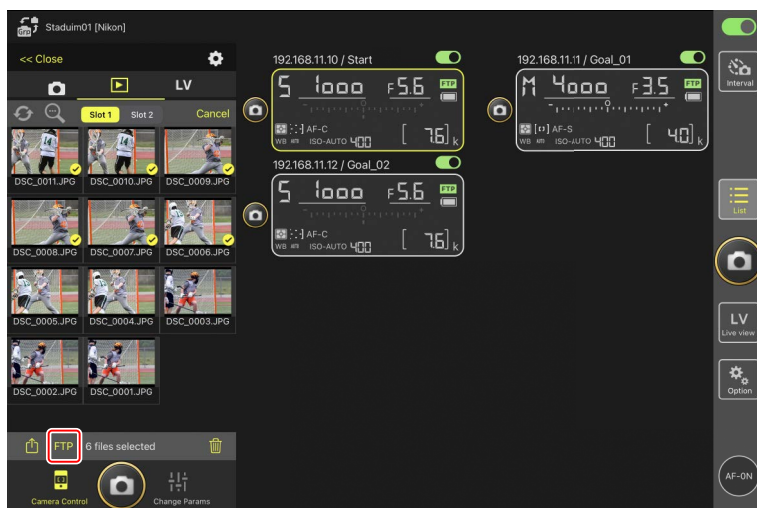 Grp Staduim01 [Nikon]
<< Close
LV
Slot 1 Slot 2 Cancel
DSC_0011.JPG DSC_0010.JPG DSC_0009.JPG
DSC_0008.JPG DSC_0007.JPG DSC_0006.JPG
DSC_0005.JPG DSC_0004.JPG DSC_0003.JPG
DSC_0002.JPG DSC_0001.JPG
FTP 6 files selected
Camera Control
Change Params
192.168.11.10 / Start
S 1000 F5.6 FTP
AF-C
WB ISO-AUTO 400 [ 7.6] k
192.168.11.11 / Goal_01
M 4000 F3.5 FTP
AF-S
WB ISO-AUTO 400 [ 4.0] k
192.168.11.12 / Goal_02
S 1000 F5.6 FTP
AF-C
WB ISO-AUTO 400 [ 7.6] k
Interval
List
LV
Live view
Option
AF-ON